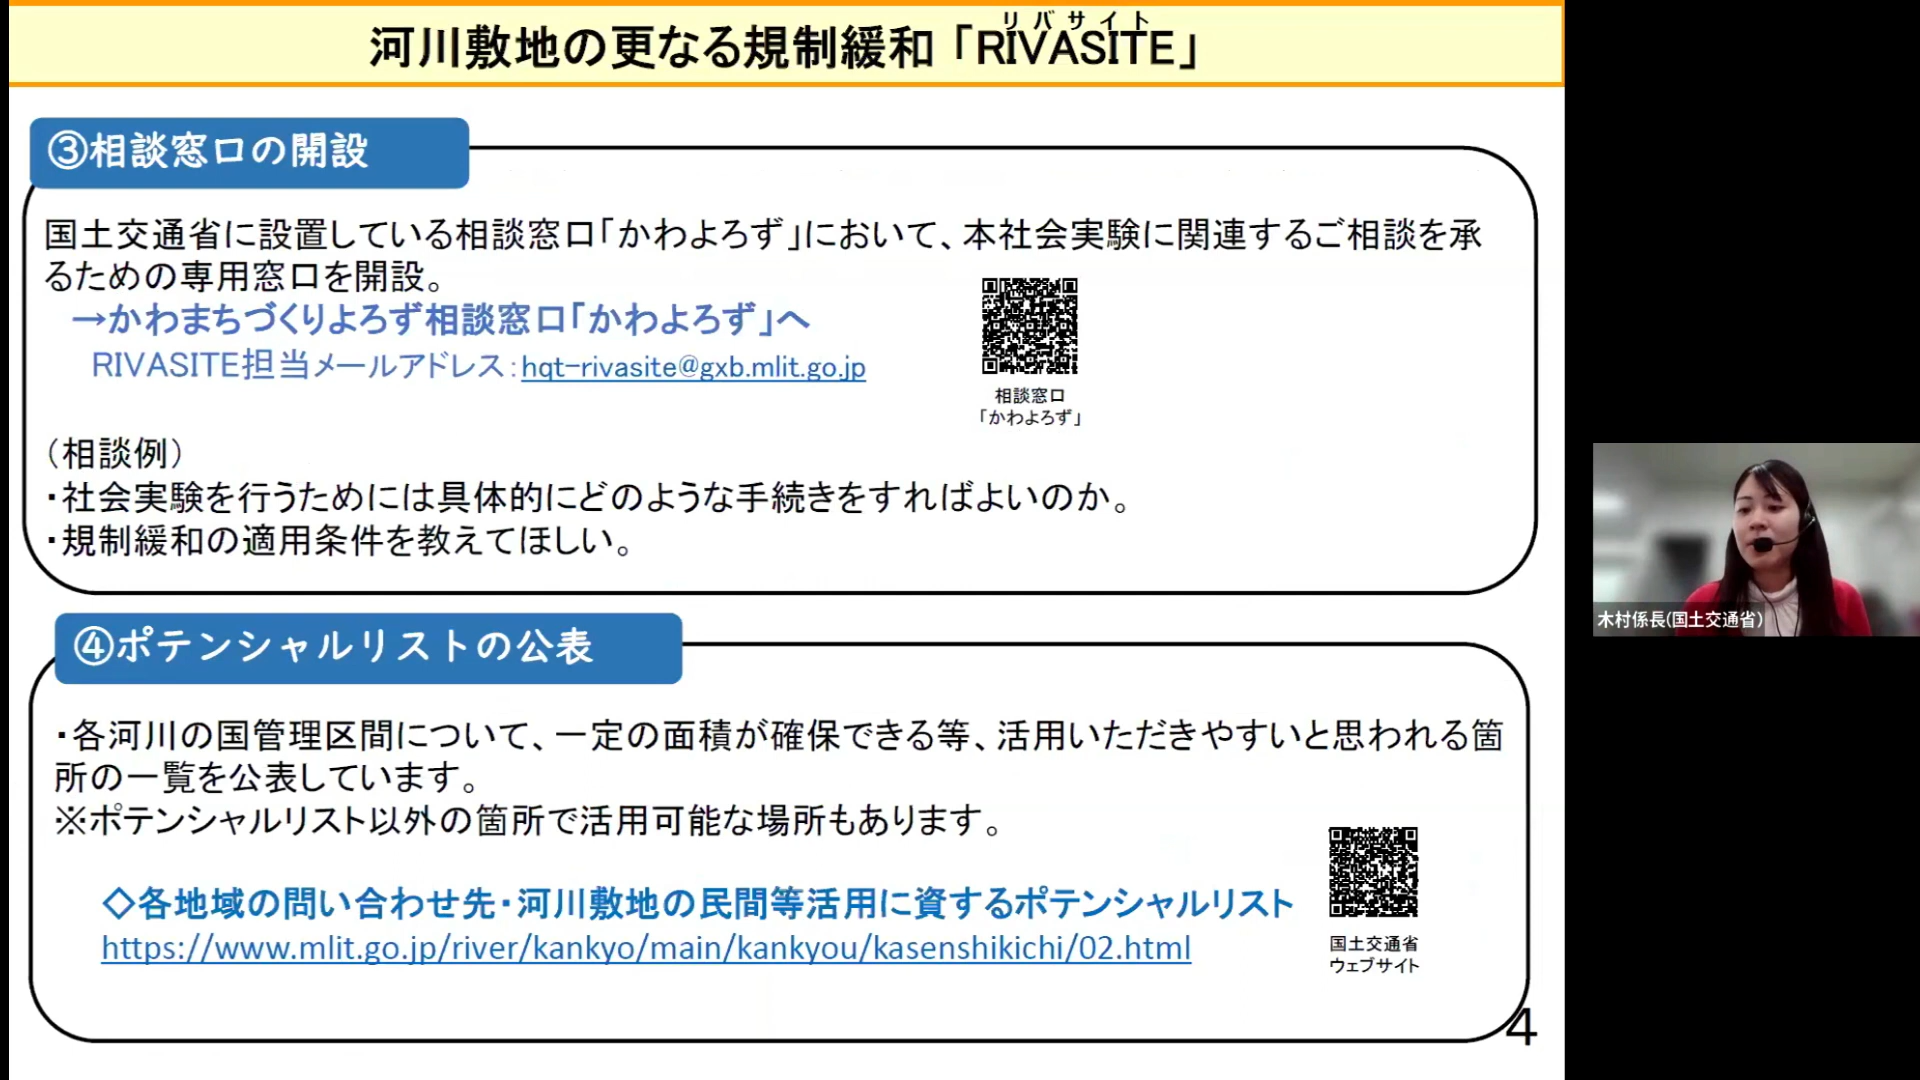 リバサイト
河川敷地の更なる規制緩和「RIVASITE」
③相談窓口の開設
国土交通省に設置している相談窓口「かわよろず」において、本社会実験に関連するご相談を承
るための専用窓口を開設。
→かわまちづくりよろず相談窓口「かわよろず」へ
RIVASITE担当メールアドレス：hqt-rivasite@gxb.mlit.go.jp
相談窓口
「かわよろず」
（相談例）
・社会実験を行うためには具体的にどのような手続きをすればよいのか。
・規制緩和の適用条件を教えてほしい。
木村係長(国土交通省)
④ポテンシャルリストの公表
・各河川の国管理区間について、一定の面積が確保できる等、活用いただきやすいと思われる箇
所の一覧を公表しています。
※ポテンシャルリスト以外の箇所で活用可能な場所もあります。
◇各地域の問い合わせ先・河川敷地の民間等活用に資するポテンシャルリスト
https://www.mlit.go.jp/river/kankyo/main/kankyou/kasenshikichi/02.html
国土交通省
ウェブサイト
4